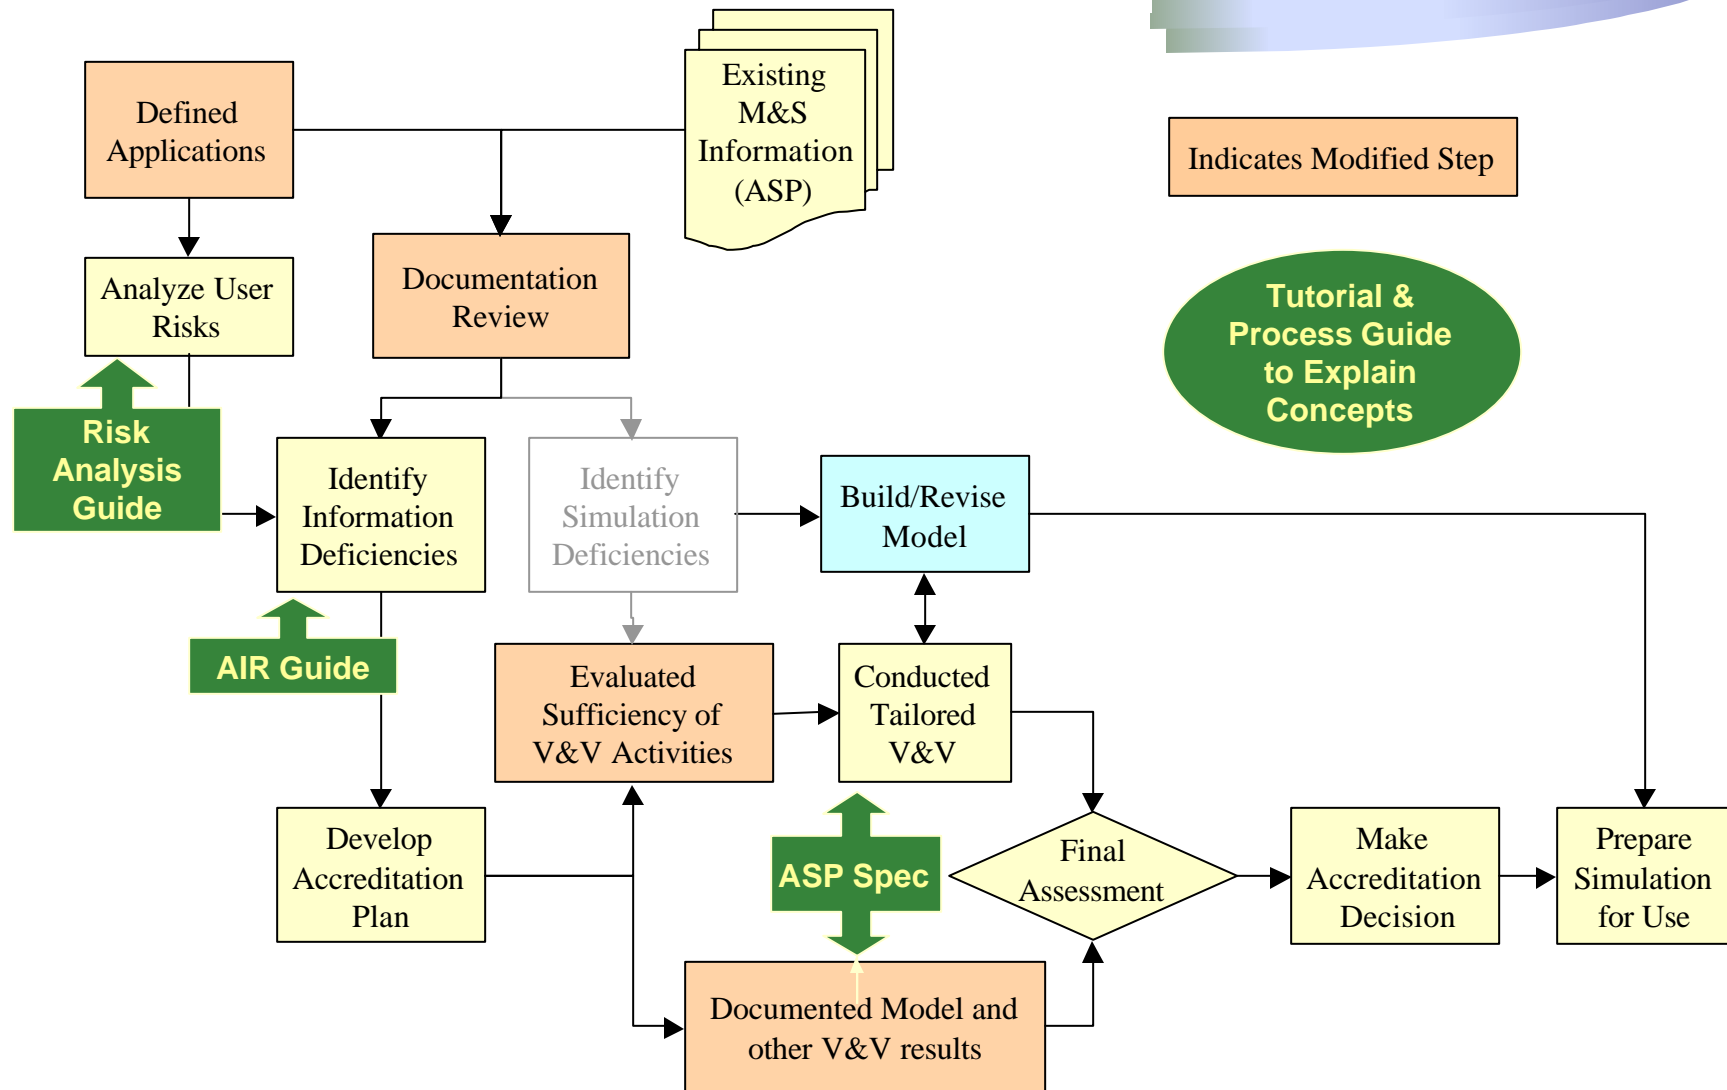 Existing
M&S
Information
(ASP)
Defined
Applications
Indicates Modified Step
Documentation
Review
Analyze User
Risks
Tutorial &
Process Guide
to Explain
Concepts
Risk
Analysis
Guide
Identify
Information
Deficiencies
Identify
Simulation
Deficiencies
Build/Revise
Model
AIR Guide
Evaluated
Sufficiency of
V&V Activities
Conducted
Tailored
V&V
Develop
Accreditation
Plan
ASP Spec
Final
Assessment
Make
Accreditation
Decision
Prepare
Simulation
for Use
Documented Model and
other V&V results